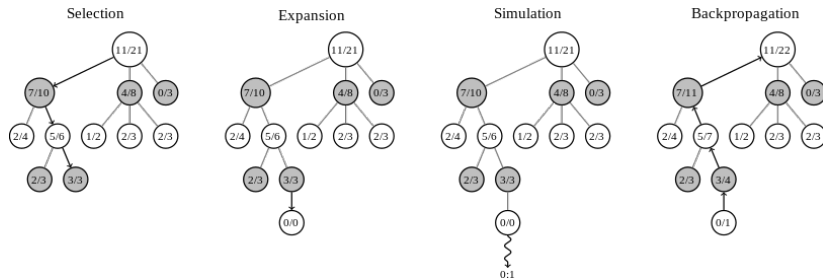 Selection Expansion Simulation Backpropagation
11/21 11/21 11/21 11/22
7/10 4/8 0/3 7/10 4/8 0/3 7/10 4/8 0/3 7/11 4/8 0/3
2/4 5/6 1/2 2/3 2/3 2/4 5/6 1/2 2/3 2/3 2/4 5/6 1/2 2/3 2/3 2/4 5/7 1/2 2/3 2/3
2/3 3/3 2/3 3/3 2/3 3/3 2/3 3/4
0/0 0/0 0/1
0:1